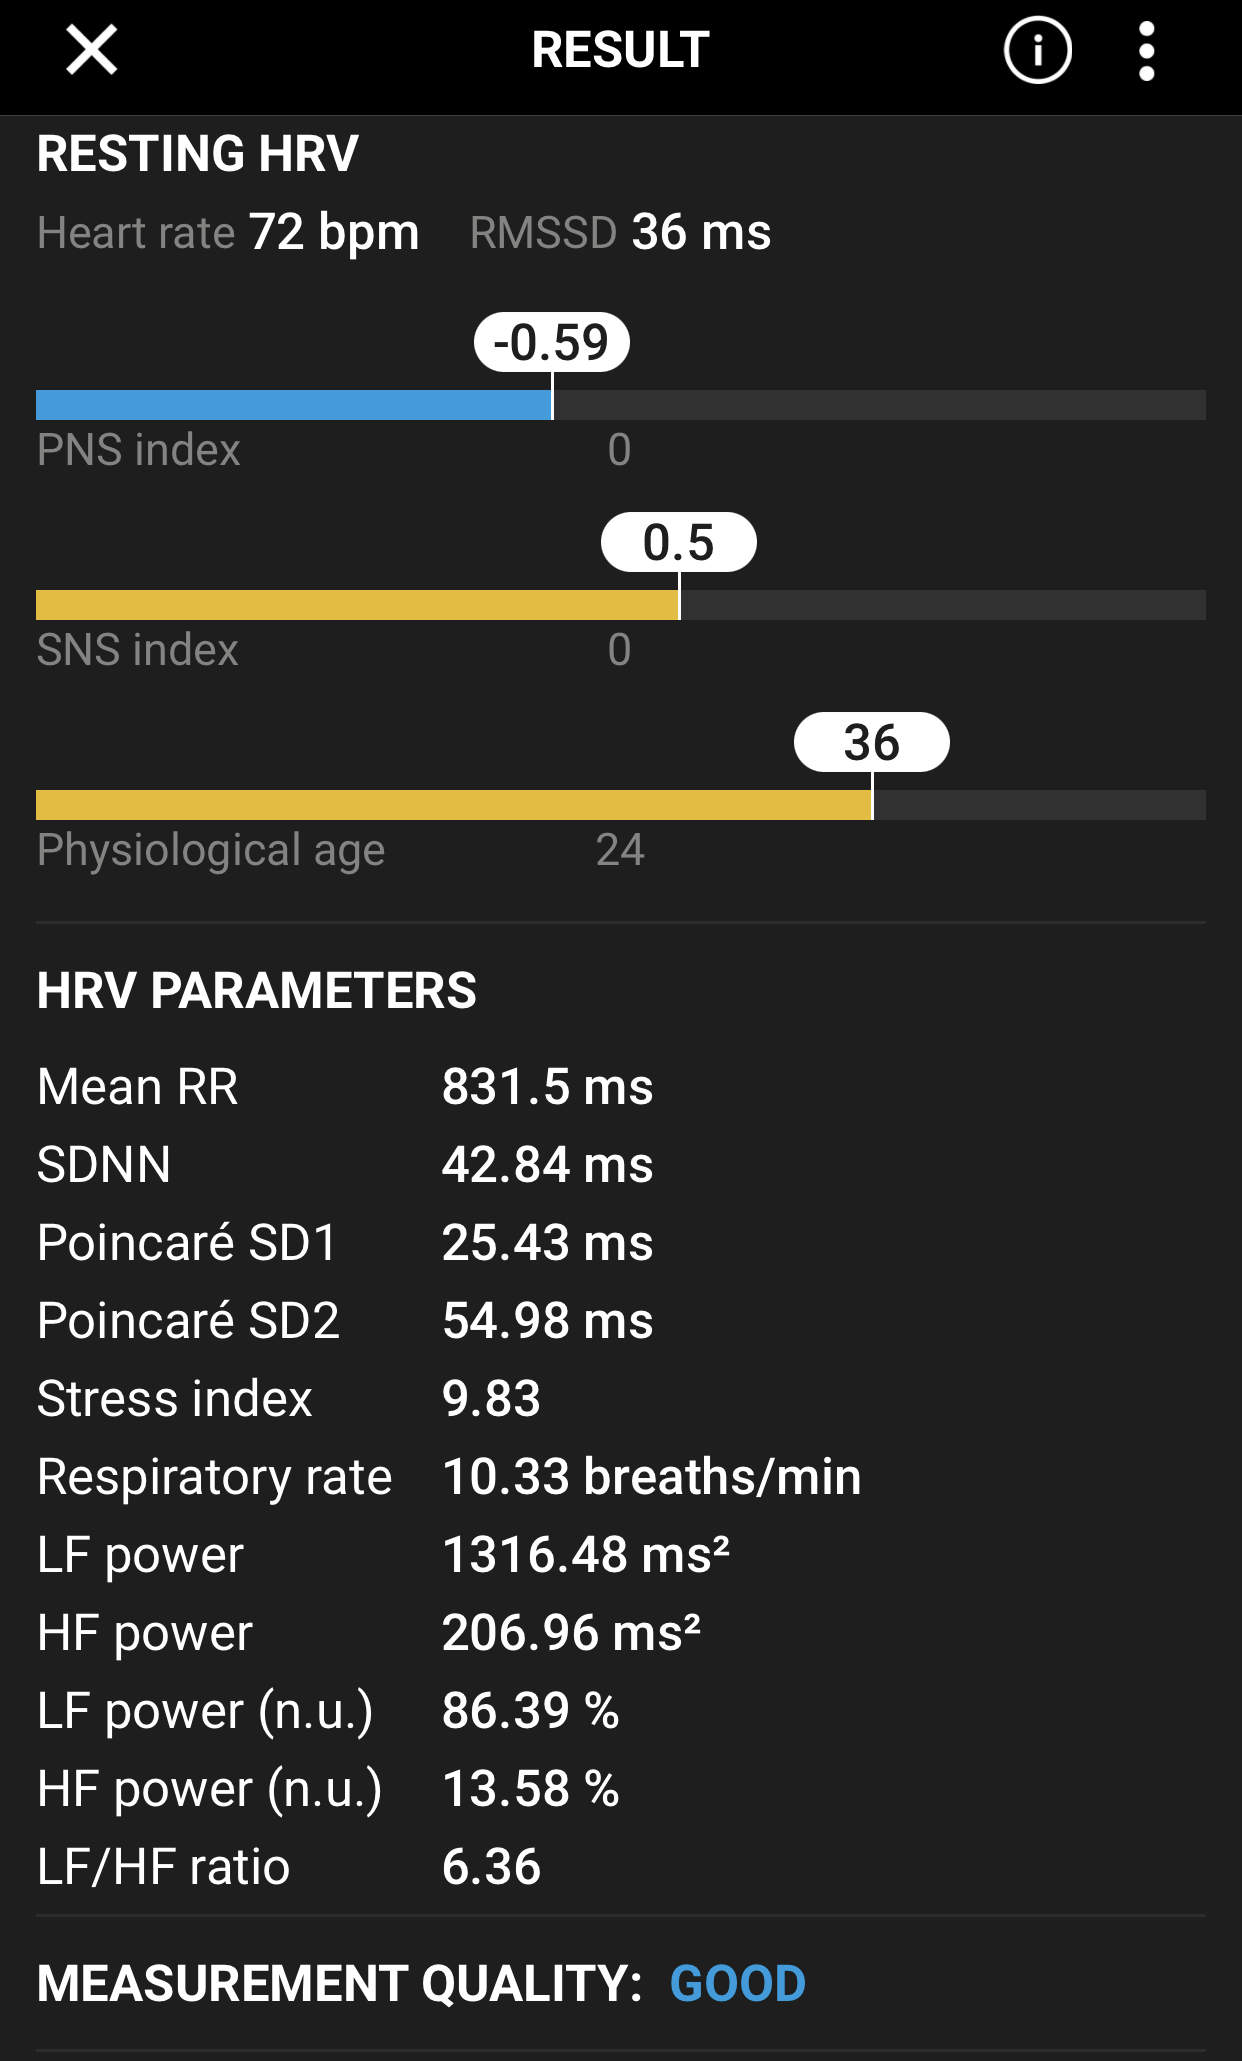 RESULT
RESTING HRV
Heart rate 72 bpm RMSSD 36 ms
-0.59
PNS index 0
0.5
SNS index 0
36
Physiological age 24
HRV PARAMETERS
Mean RR 831.5 ms
SDNN 42.84 ms
Poincaré SD1 25.43 ms
Poincaré SD2 54.98 ms
Stress index 9.83
Respiratory rate 10.33 breaths/min
LF power 1316.48 ms²
HF power 206.96 ms²
LF power (n.u.) 86.39 %
HF power (n.u.) 13.58 %
LF/HF ratio 6.36
MEASUREMENT QUALITY: GOOD